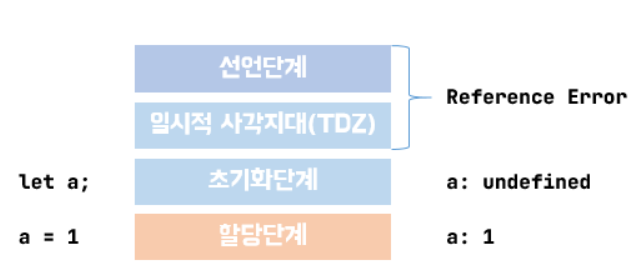 선언단계
Reference Error
일시적 사각지대(TDZ)
let a;
초기화단계
a: undefined
a = 1
할당단계
a: 1